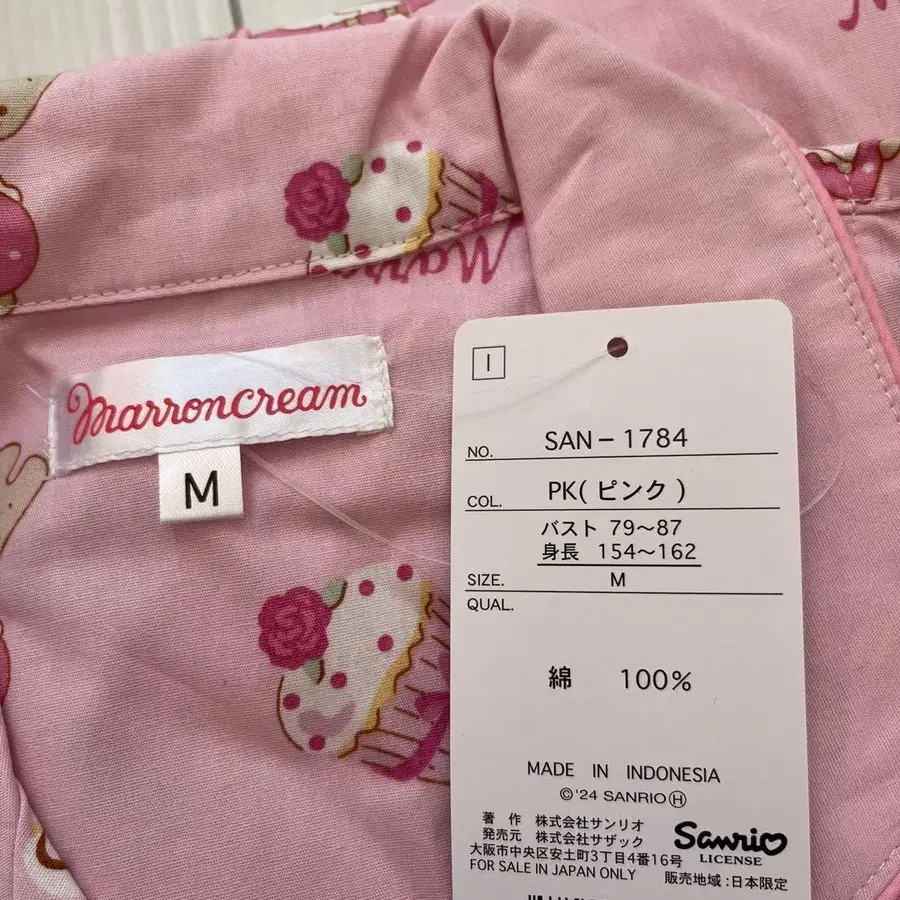 Marroncream
M
I
NO. SAN-1784
COL. PK(ピンク)
バスト 79〜87
身長 154〜162
SIZE. M
QUAL.
綿 100%
MADE IN INDONESIA
©'24 SANRIO Ⓗ
著 作 株式会社サンリオ
発売元 株式会社サザック
大阪市中央区安土町3丁目4番16号
FOR SALE IN JAPAN ONLY
Sanrio
LICENSE
販売地域:日本限定